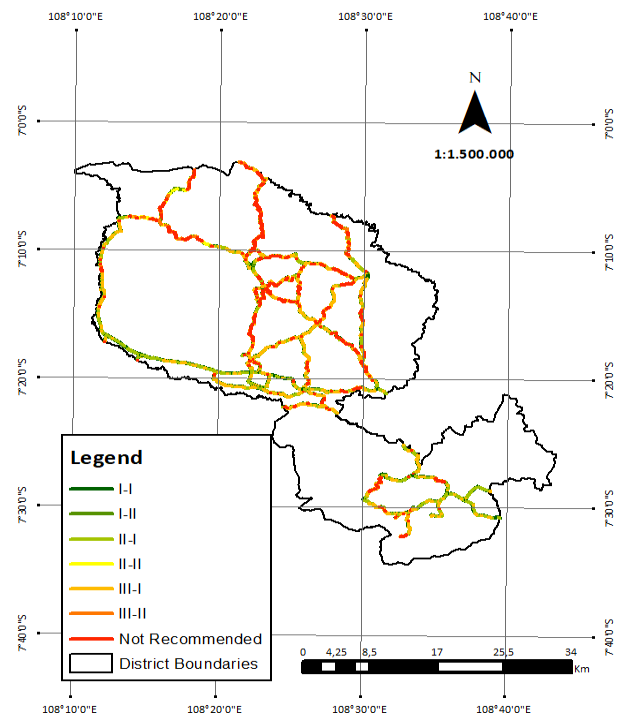 108°10'0"E 108°20'0"E 108°30'0"E 108°40'0"E
N
7°0'0"S 7°0'0"S
1:1.500.000
7°10'0"S 7°10'0"S
7°20'0"S 7°20'0"S
Legend
I-I
I-II
7°30'0"S 7°30'0"S
II-I
II-II
III-I
III-II
7°40'0"S 7°40'0"S
Not Recommended
0 4,25 8,5 17 25,5 34
District Boundaries
Km
108°10'0"E 108°20'0"E 108°30'0"E 108°40'0"E